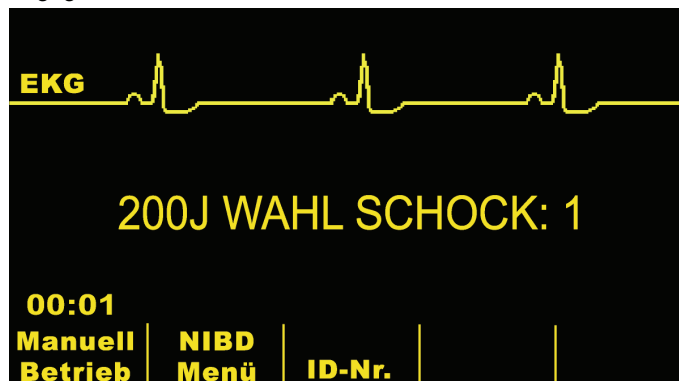 EKG
200J WAHL SCHOCK: 1
00:01
Manuell Betrieb
NIBD Menü
ID-Nr.